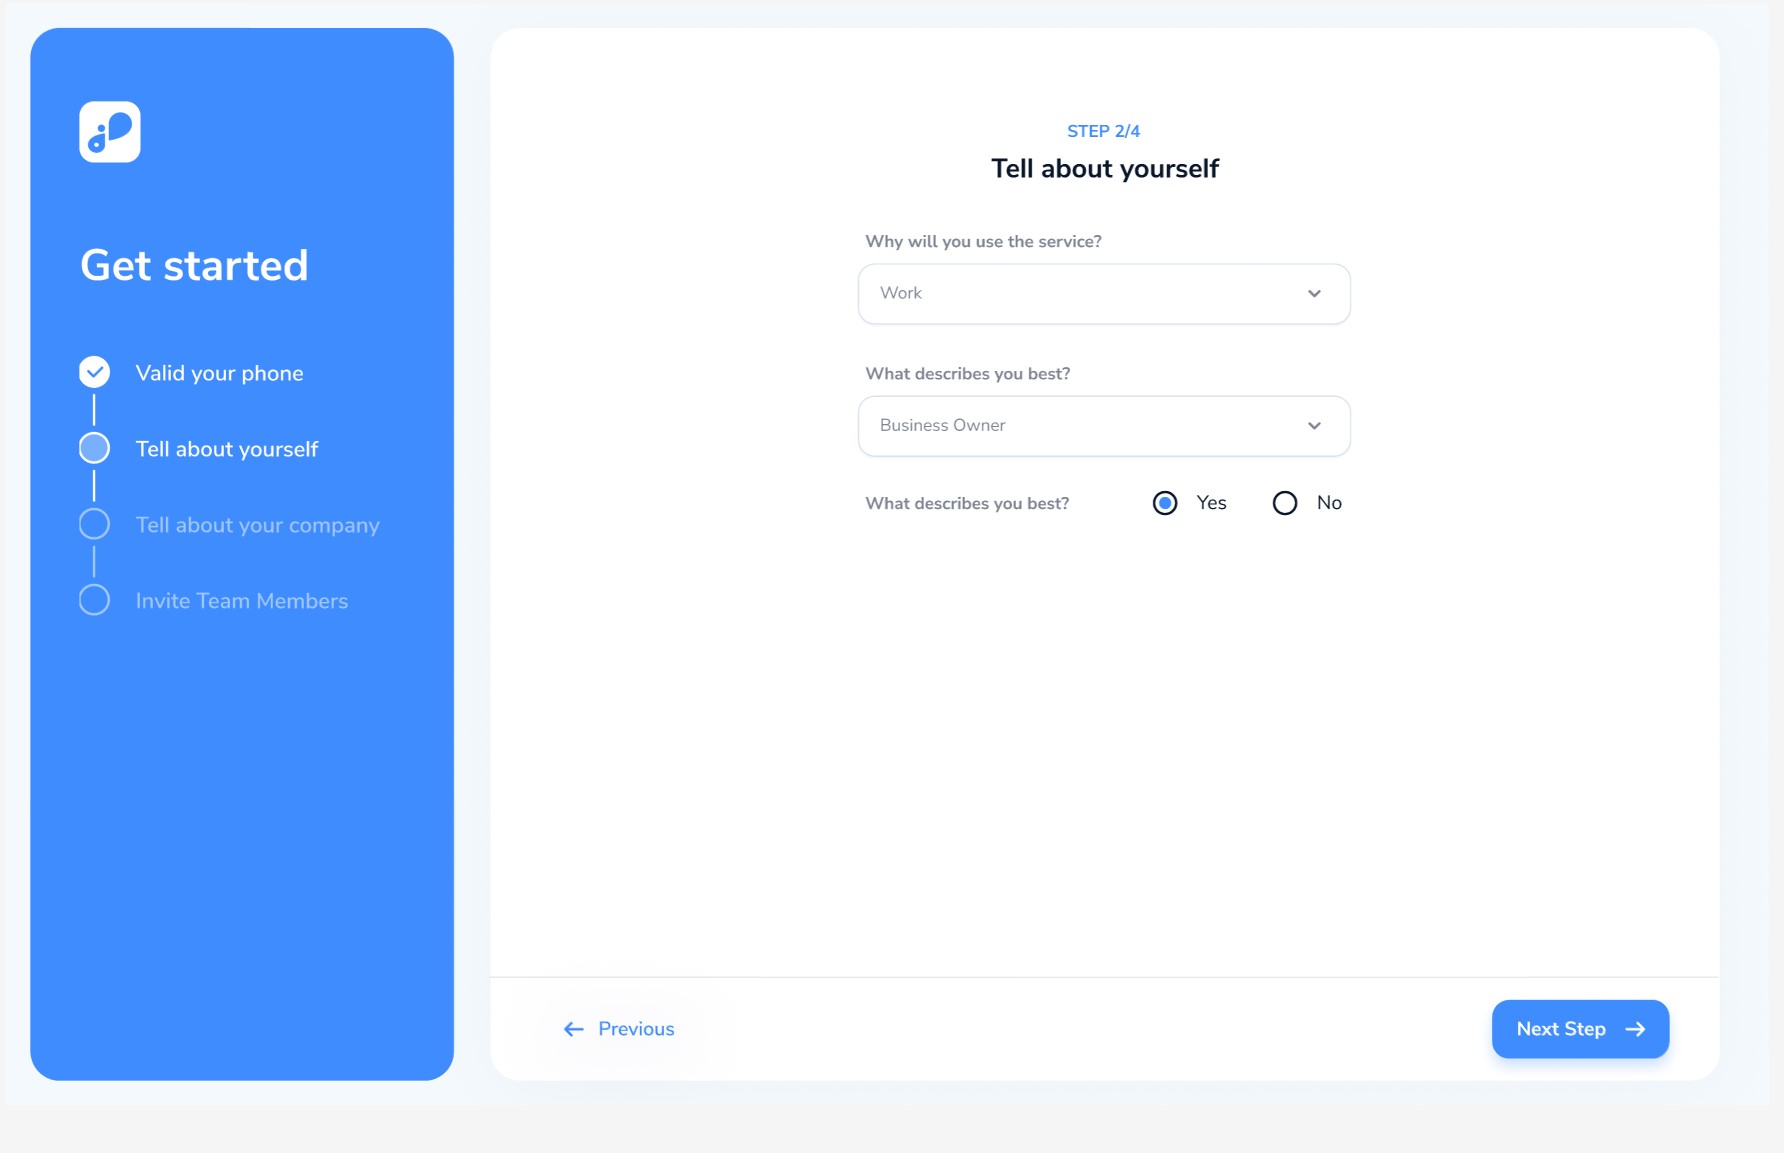 Get started
Valid your phone
Tell about yourself
Tell about your company
Invite Team Members
STEP 2/4
Tell about yourself
Why will you use the service?
Work
What describes you best?
Business Owner
What describes you best? Yes No
Previous
Next Step